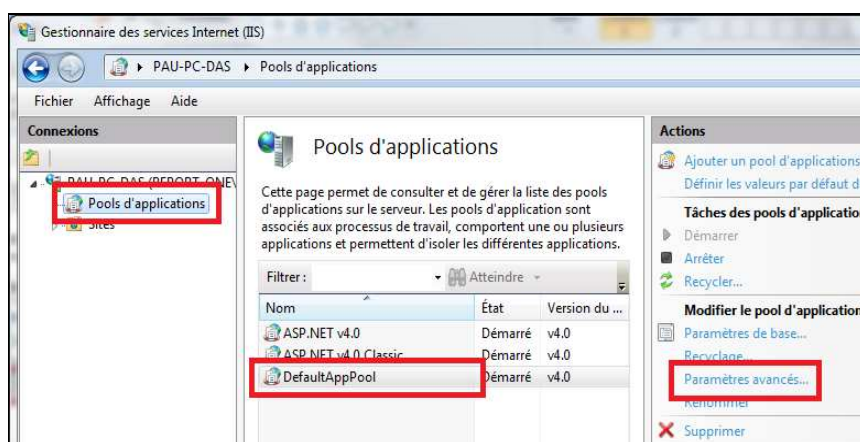 Gestionnaire des services Internet (IIS)
PAU-PC-DAS
Pools d'applications
Fichier Affichage Aide
Connexions
PAU-PC-DAS (REPORT_ONE\
Pools d'applications
Sites
Pools d'applications
Cette page permet de consulter et de gérer la liste des pools
d'applications sur le serveur. Les pools d'application sont
associés aux processus de travail, comportent une ou plusieurs
applications et permettent d'isoler les différentes applications.
Filtrer :
Atteindre
Nom État Version du ...
ASP.NET v4.0 Démarré v4.0
ASP.NET v4.0 Classic Démarré v4.0
DefaultAppPool Démarré v4.0
Actions
Ajouter un pool d'applications
Définir les valeurs par défaut d
Tâches des pools d'application
Démarrer
Arrêter
Recycler...
Modifier le pool d'application
Paramètres de base...
Recyclage...
Paramètres avancés...
Renommer
Supprimer